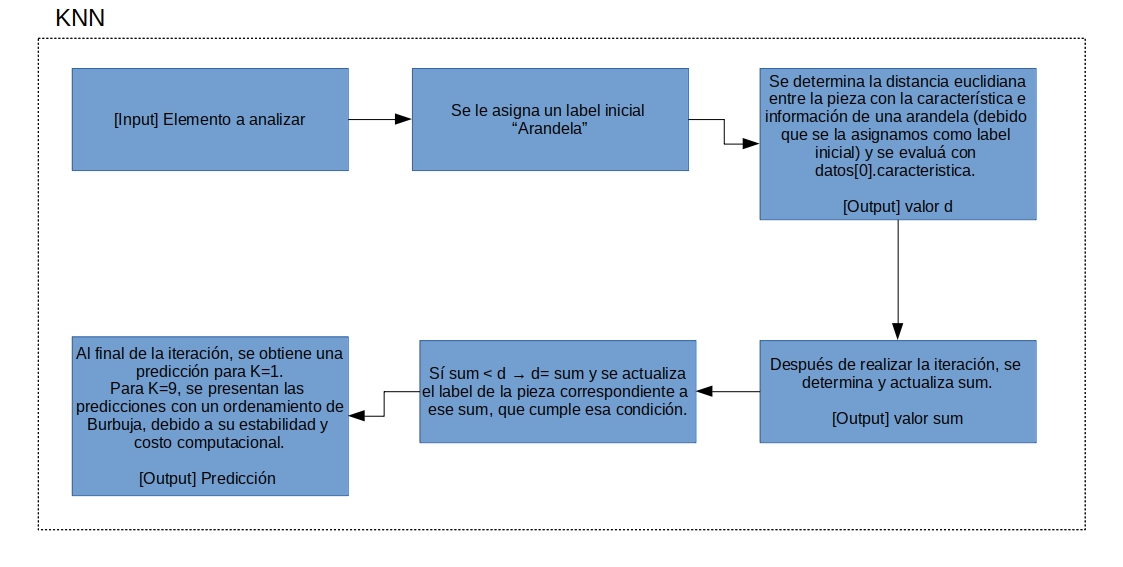 KNN
[Input] Elemento a analizar
Se le asigna un label inicial
“Arandela”
Se determina la distancia euclidiana
entre la pieza con la característica e
información de una arandela (debido
que se la asignamos como label
inicial) y se evaluá con
datos[0].caracteristica.
[Output] valor d
Después de realizar la iteración, se
determina y actualiza sum.
[Output] valor sum
Sí sum < d → d= sum y se actualiza
el label de la pieza correspondiente a
ese sum, que cumple esa condición.
Al final de la iteración, se obtiene una
predicción para K=1.
Para K=9, se presentan las
predicciones con un ordenamiento de
Burbuja, debido a su estabilidad y
costo computacional.
[Output] Predicción